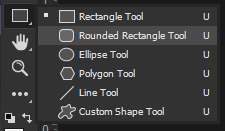 Rectangle Tool U
Rounded Rectangle Tool U
Ellipse Tool U
Polygon Tool U
Line Tool U
Custom Shape Tool U